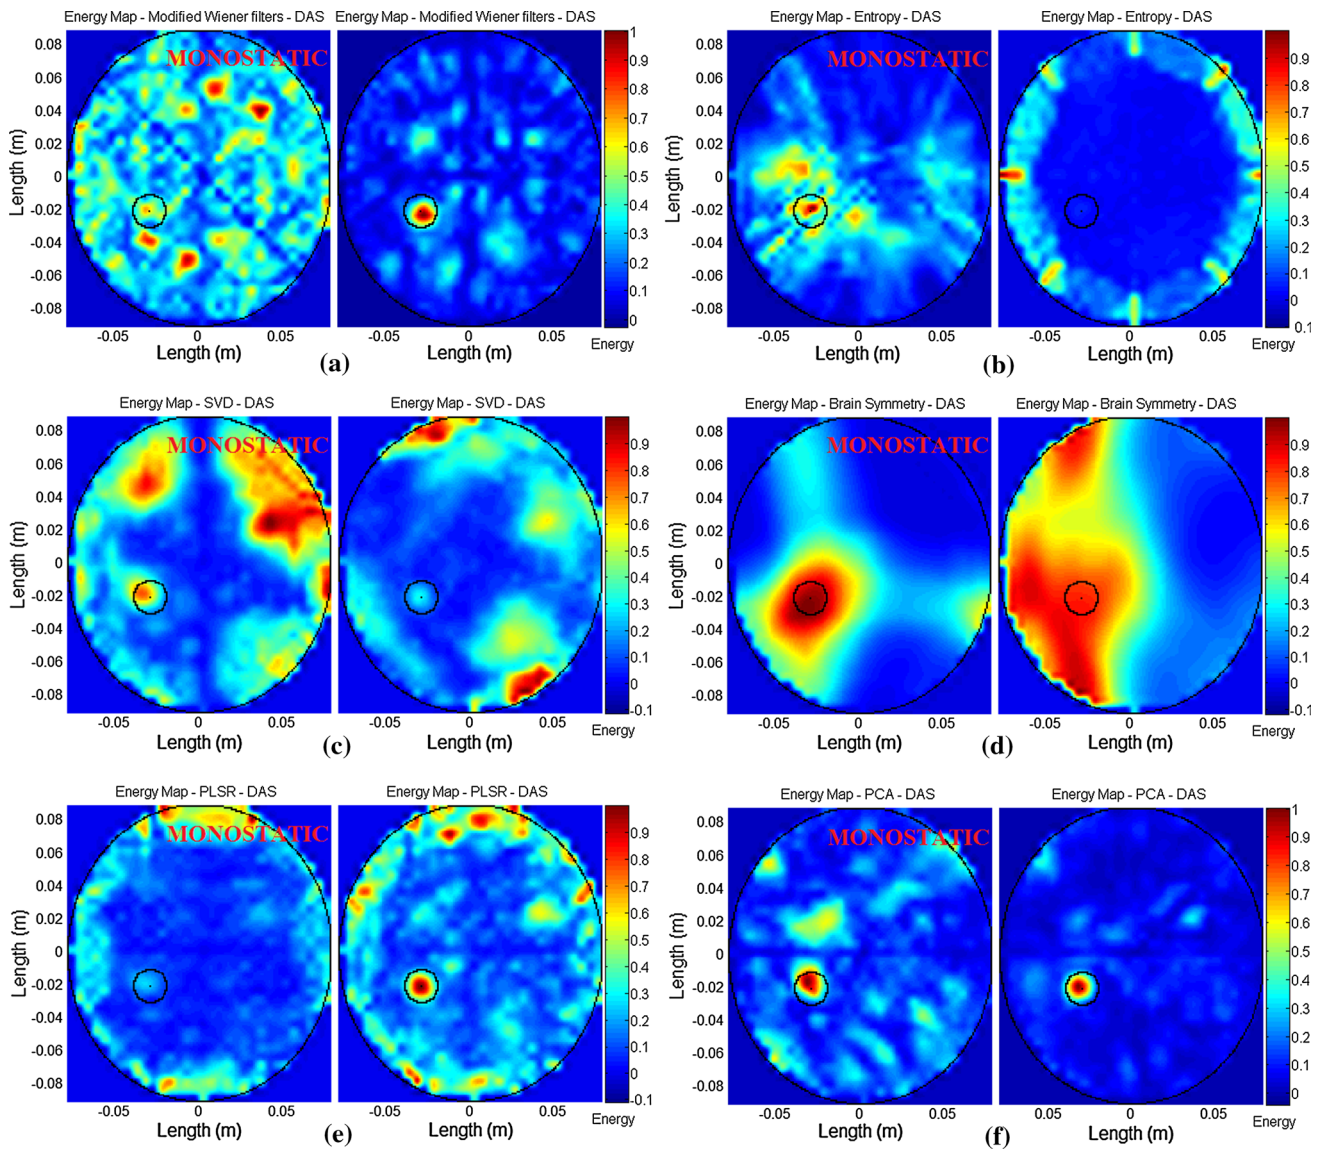 Energy Map - Modified Wiener filters - DAS
Energy Map - Modified Wiener filters - DAS
MONOSTATIC
Length (m)
0.08
0.06
0.04
0.02
0
-0.02
-0.04
-0.06
-0.08
-0.05 0 0.05
Length (m)
-0.05 0 0.05
Length (m)
1
0.9
0.8
0.7
0.6
0.5
0.4
0.3
0.2
0.1
0
Energy
(a)
Energy Map - Entropy - DAS
Energy Map - Entropy - DAS
MONOSTATIC
Length (m)
0.08
0.06
0.04
0.02
0
-0.02
-0.04
-0.06
-0.08
-0.05 0 0.05
Length (m)
-0.05 0 0.05
Length (m)
0.9
0.8
0.7
0.6
0.5
0.4
0.3
0.2
0.1
0
0.1
Energy
(b)
Energy Map - SVD - DAS
Energy Map - SVD - DAS
MONOSTATIC
Length (m)
0.08
0.06
0.04
0.02
0
-0.02
-0.04
-0.06
-0.08
-0.05 0 0.05
Length (m)
-0.05 0 0.05
Length (m)
0.9
0.8
0.7
0.6
0.5
0.4
0.3
0.2
0.1
0
-0.1
Energy
(c)
Energy Map - Brain Symmetry - DAS
Energy Map - Brain Symmetry - DAS
MONOSTATIC
Length (m)
0.08
0.06
0.04
0.02
0
-0.02
-0.04
-0.06
-0.08
-0.05 0 0.05
Length (m)
-0.05 0 0.05
Length (m)
0.9
0.8
0.7
0.6
0.5
0.4
0.3
0.2
0.1
0
-0.1
Energy
(d)
Energy Map - PLSR - DAS
Energy Map - PLSR - DAS
MONOSTATIC
Length (m)
0.08
0.06
0.04
0.02
0
-0.02
-0.04
-0.06
-0.08
-0.05 0 0.05
Length (m)
-0.05 0 0.05
Length (m)
0.9
0.8
0.7
0.6
0.5
0.4
0.3
0.2
0.1
0
-0.1
Energy
(e)
Energy Map - PCA - DAS
Energy Map - PCA - DAS
MONOSTATIC
Length (m)
0.08
0.06
0.04
0.02
0
-0.02
-0.04
-0.06
-0.08
-0.05 0 0.05
Length (m)
0.05 0 0.05
Length (m)
1
0.9
0.8
0.7
0.6
0.5
0.4
0.3
0.2
0.1
0
Energy
(f)